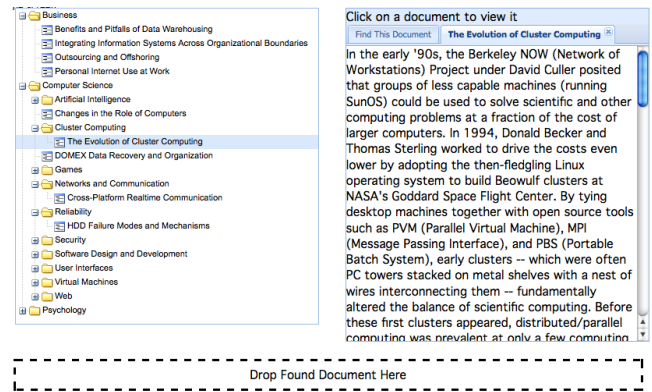 Business
Benefits and Pitfalls of Data Warehousing
Integrating Information Systems Across Organizational Boundaries
Outsourcing and Offshoring
Personal Internet Use at Work
Computer Science
Artificial Intelligence
Changes in the Role of Computers
Cluster Computing
The Evolution of Cluster Computing
DOMEX Data Recovery and Organization
Games
Networks and Communication
Cross-Platform Realtime Communication
Reliability
HDD Failure Modes and Mechanisms
Security
Software Design and Development
User Interfaces
Virtual Machines
Web
Psychology
Click on a document to view it
Find This Document The Evolution of Cluster Computing
In the early '90s, the Berkeley NOW (Network of
Workstations) Project under David Culler posited
that groups of less capable machines (running
SunOS) could be used to solve scientific and other
computing problems at a fraction of the cost of
larger computers. In 1994, Donald Becker and
Thomas Sterling worked to drive the costs even
lower by adopting the then-fledgling Linux
operating system to build Beowulf clusters at
NASA's Goddard Space Flight Center. By tying
desktop machines together with open source tools
such as PVM (Parallel Virtual Machine), MPI
(Message Passing Interface), and PBS (Portable
Batch System), early clusters -- which were often
PC towers stacked on metal shelves with a nest of
wires interconnecting them -- fundamentally
altered the balance of scientific computing. Before
these first clusters appeared, distributed/parallel
computing was prevalent at only a few computing
Drop Found Document Here